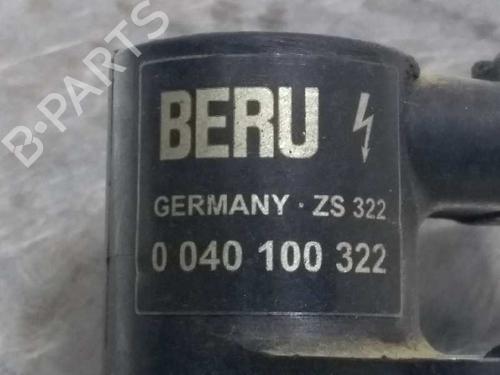 B·PARTS
BERU
GERMANY · ZS 322
0 040 100 322